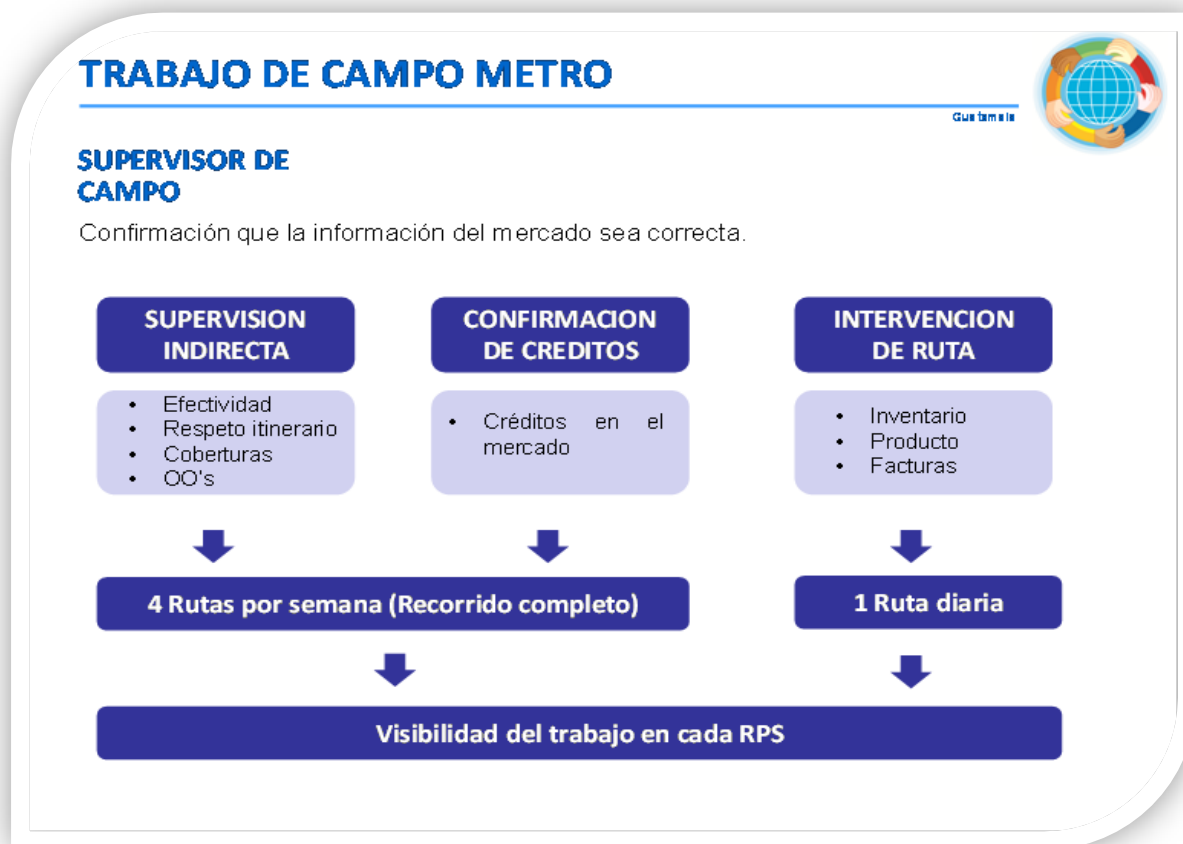 TRABAJO DE CAMPO METRO
Guatemala
SUPERVISOR DE
CAMPO
Confirmación que la información del mercado sea correcta.
SUPERVISION
INDIRECTA
• Efectividad
• Respeto itinerario
• Coberturas
• OO's
CONFIRMACION
DE CREDITOS
• Créditos en el
mercado
INTERVENCION
DE RUTA
• Inventario
• Producto
• Facturas
4 Rutas por semana (Recorrido completo)
1 Ruta diaria
Visibilidad del trabajo en cada RPS